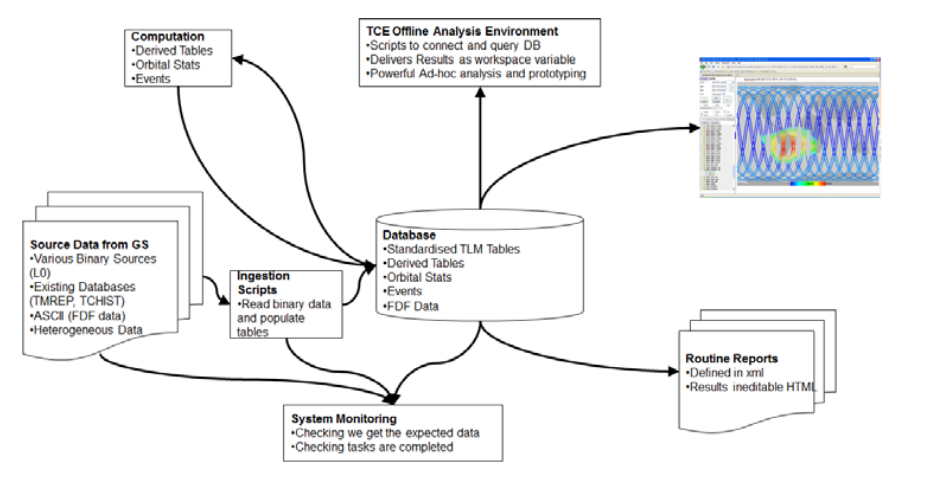 Computation
•Derived Tables
•Orbital Stats
•Events
TCE Offline Analysis Environment
•Scripts to connect and query DB
•Delivers Results as workspace variable
•Powerful Ad-hoc analysis and prototyping
Source Data from GS
•Various Binary Sources
(L0)
•Existing Databases
(TMREP, TCHIST)
•ASCII (FDF data)
•Heterogeneous Data
Ingestion
Scripts
•Read binary data
and populate
tables
Database
•Standardised TLM Tables
•Derived Tables
•Orbital Stats
•Events
•FDF Data
Routine Reports
•Defined in xml
•Results ineditable HTML
System Monitoring
•Checking we get the expected data
•Checking tasks are completed